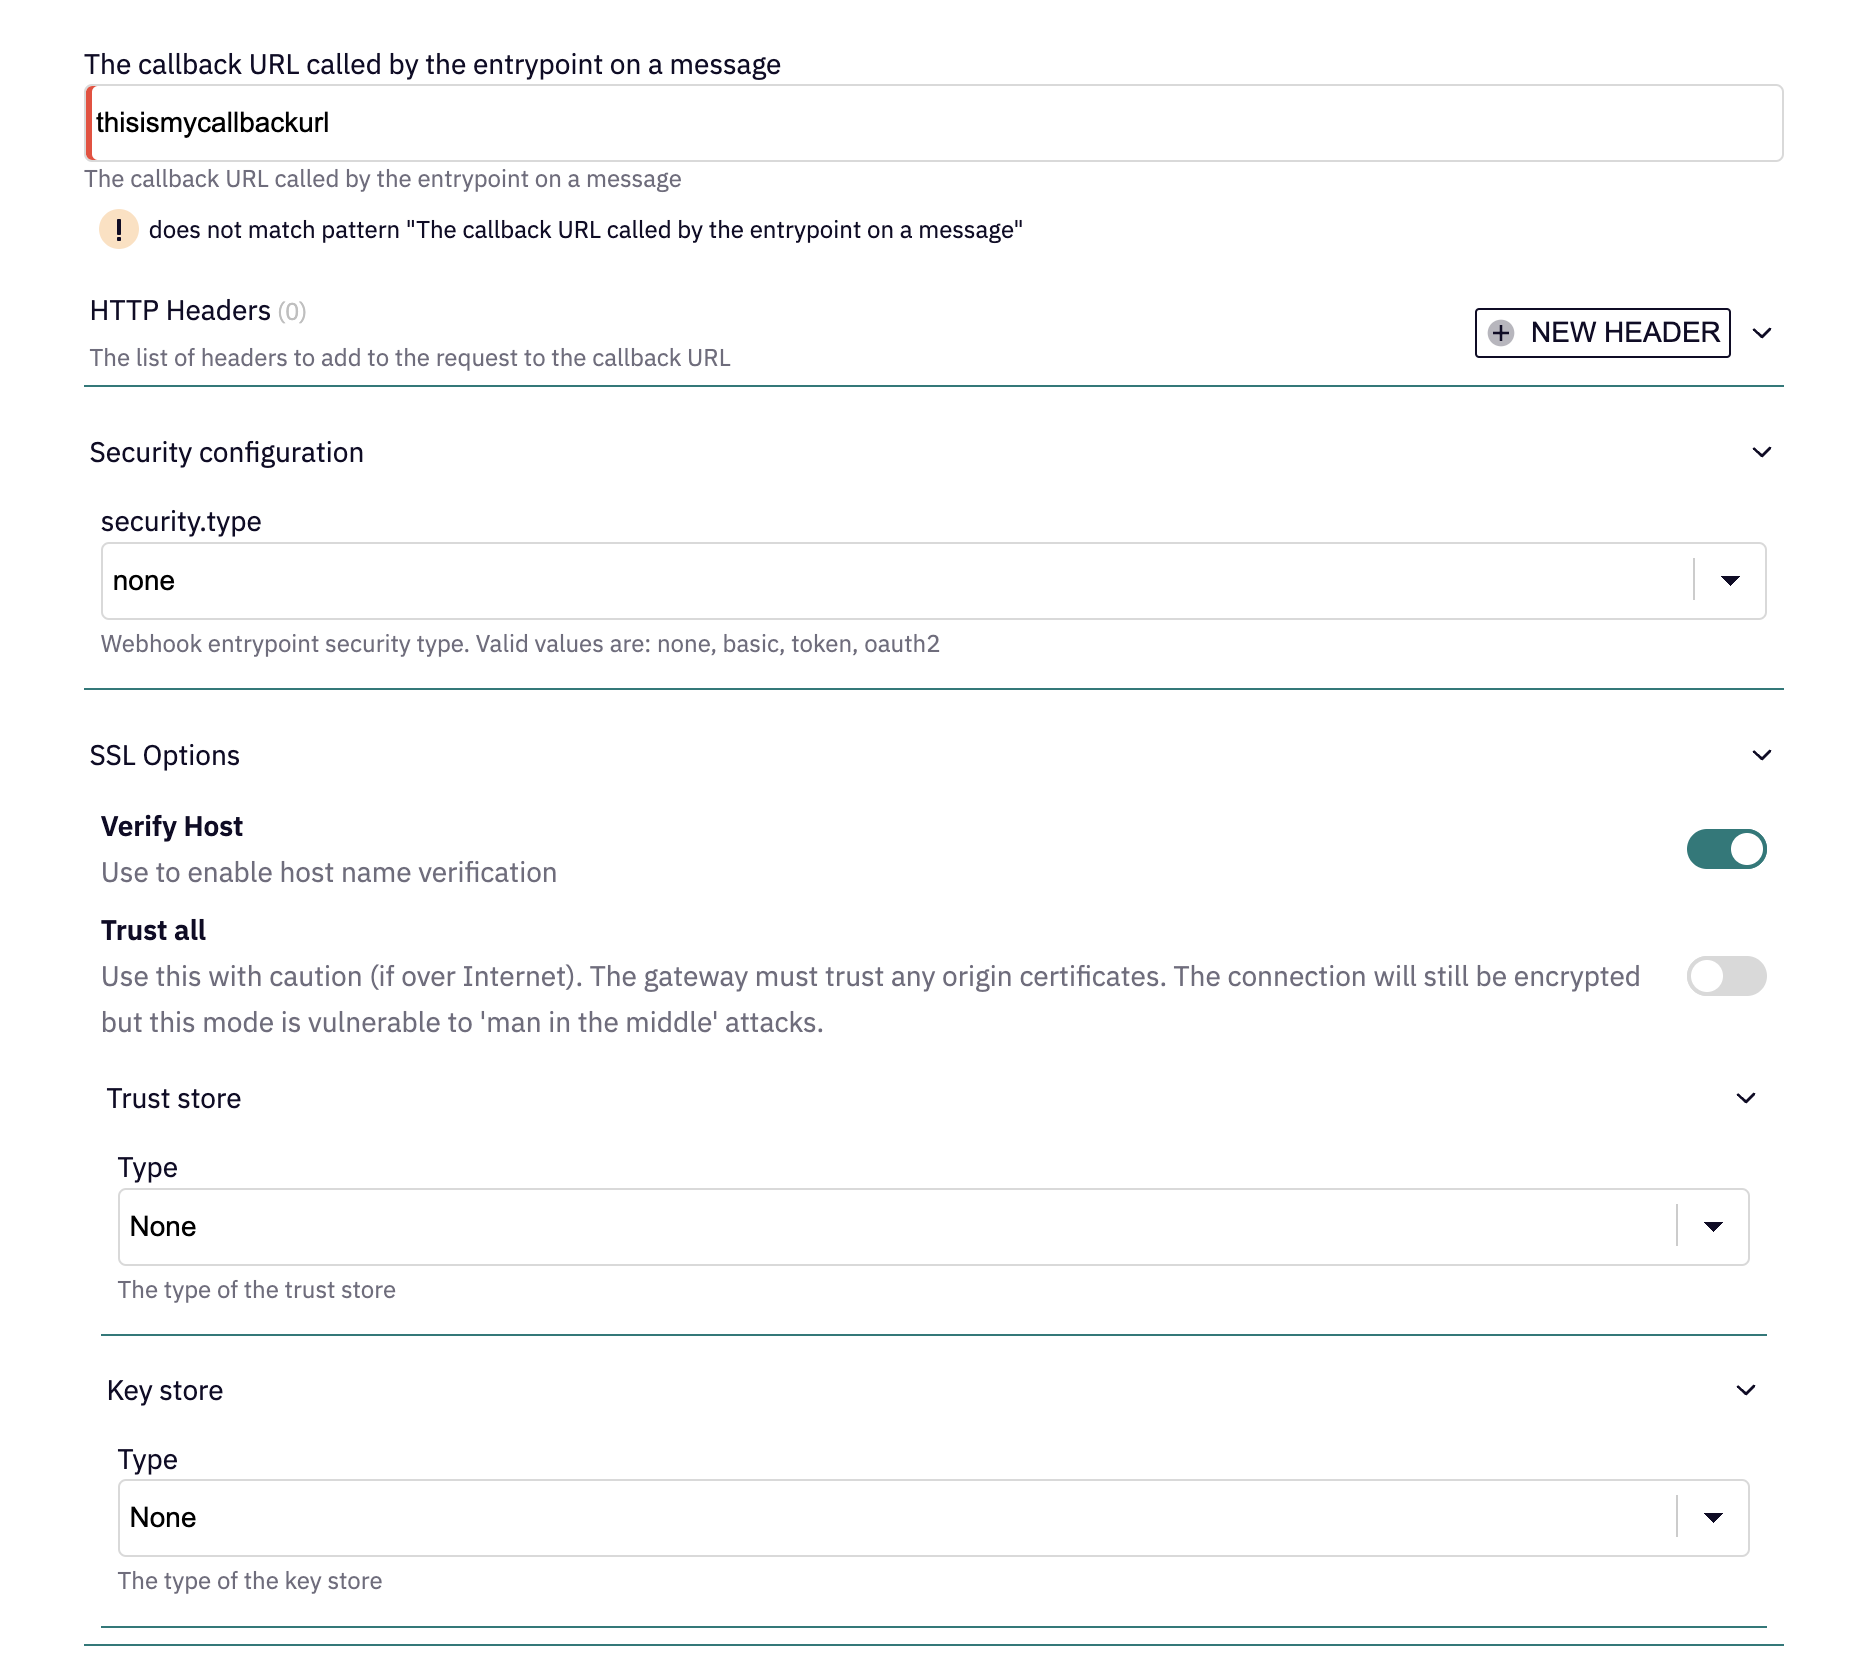 The callback URL called by the entrypoint on a message
thisismycallbackurl
The callback URL called by the entrypoint on a message
! does not match pattern "The callback URL called by the entrypoint on a message"
HTTP Headers (0)
NEW HEADER
The list of headers to add to the request to the callback URL
Security configuration
security.type
none
Webhook entrypoint security type. Valid values are: none, basic, token, oauth2
SSL Options
Verify Host
Use to enable host name verification
Trust all
Use this with caution (if over Internet). The gateway must trust any origin certificates. The connection will still be encrypted
but this mode is vulnerable to 'man in the middle' attacks.
Trust store
Type
None
The type of the trust store
Key store
Type
None
The type of the key store